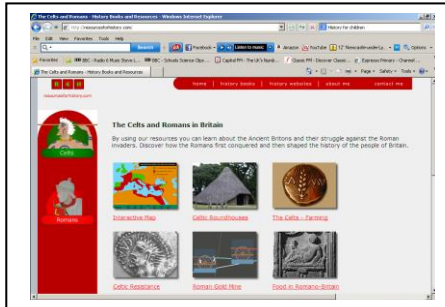 The Celts and Romans - History Books and Resources - Windows Internet Explorer
history for children
File Edit View Favorites Tools Help
Search
Facebook
Listen to music
Amazon
YouTube
Options
Favorites
The Celts and Romans - History Books and Resources
Page
Safety
Tools
home | history books | history websites | about me | contact me
The Celts and Romans in Britain
By using our resources you can learn about the Ancient Britons and their struggle against the Roman
invaders. Discover how the Romans first conquered and then shaped the history of the people of Britain.
Celts
Romans
Interactive Map
Celtic Roundhouses
The Celts - Farming
Celtic Resistance
Roman Gold Mine
Food in Romano-Britain